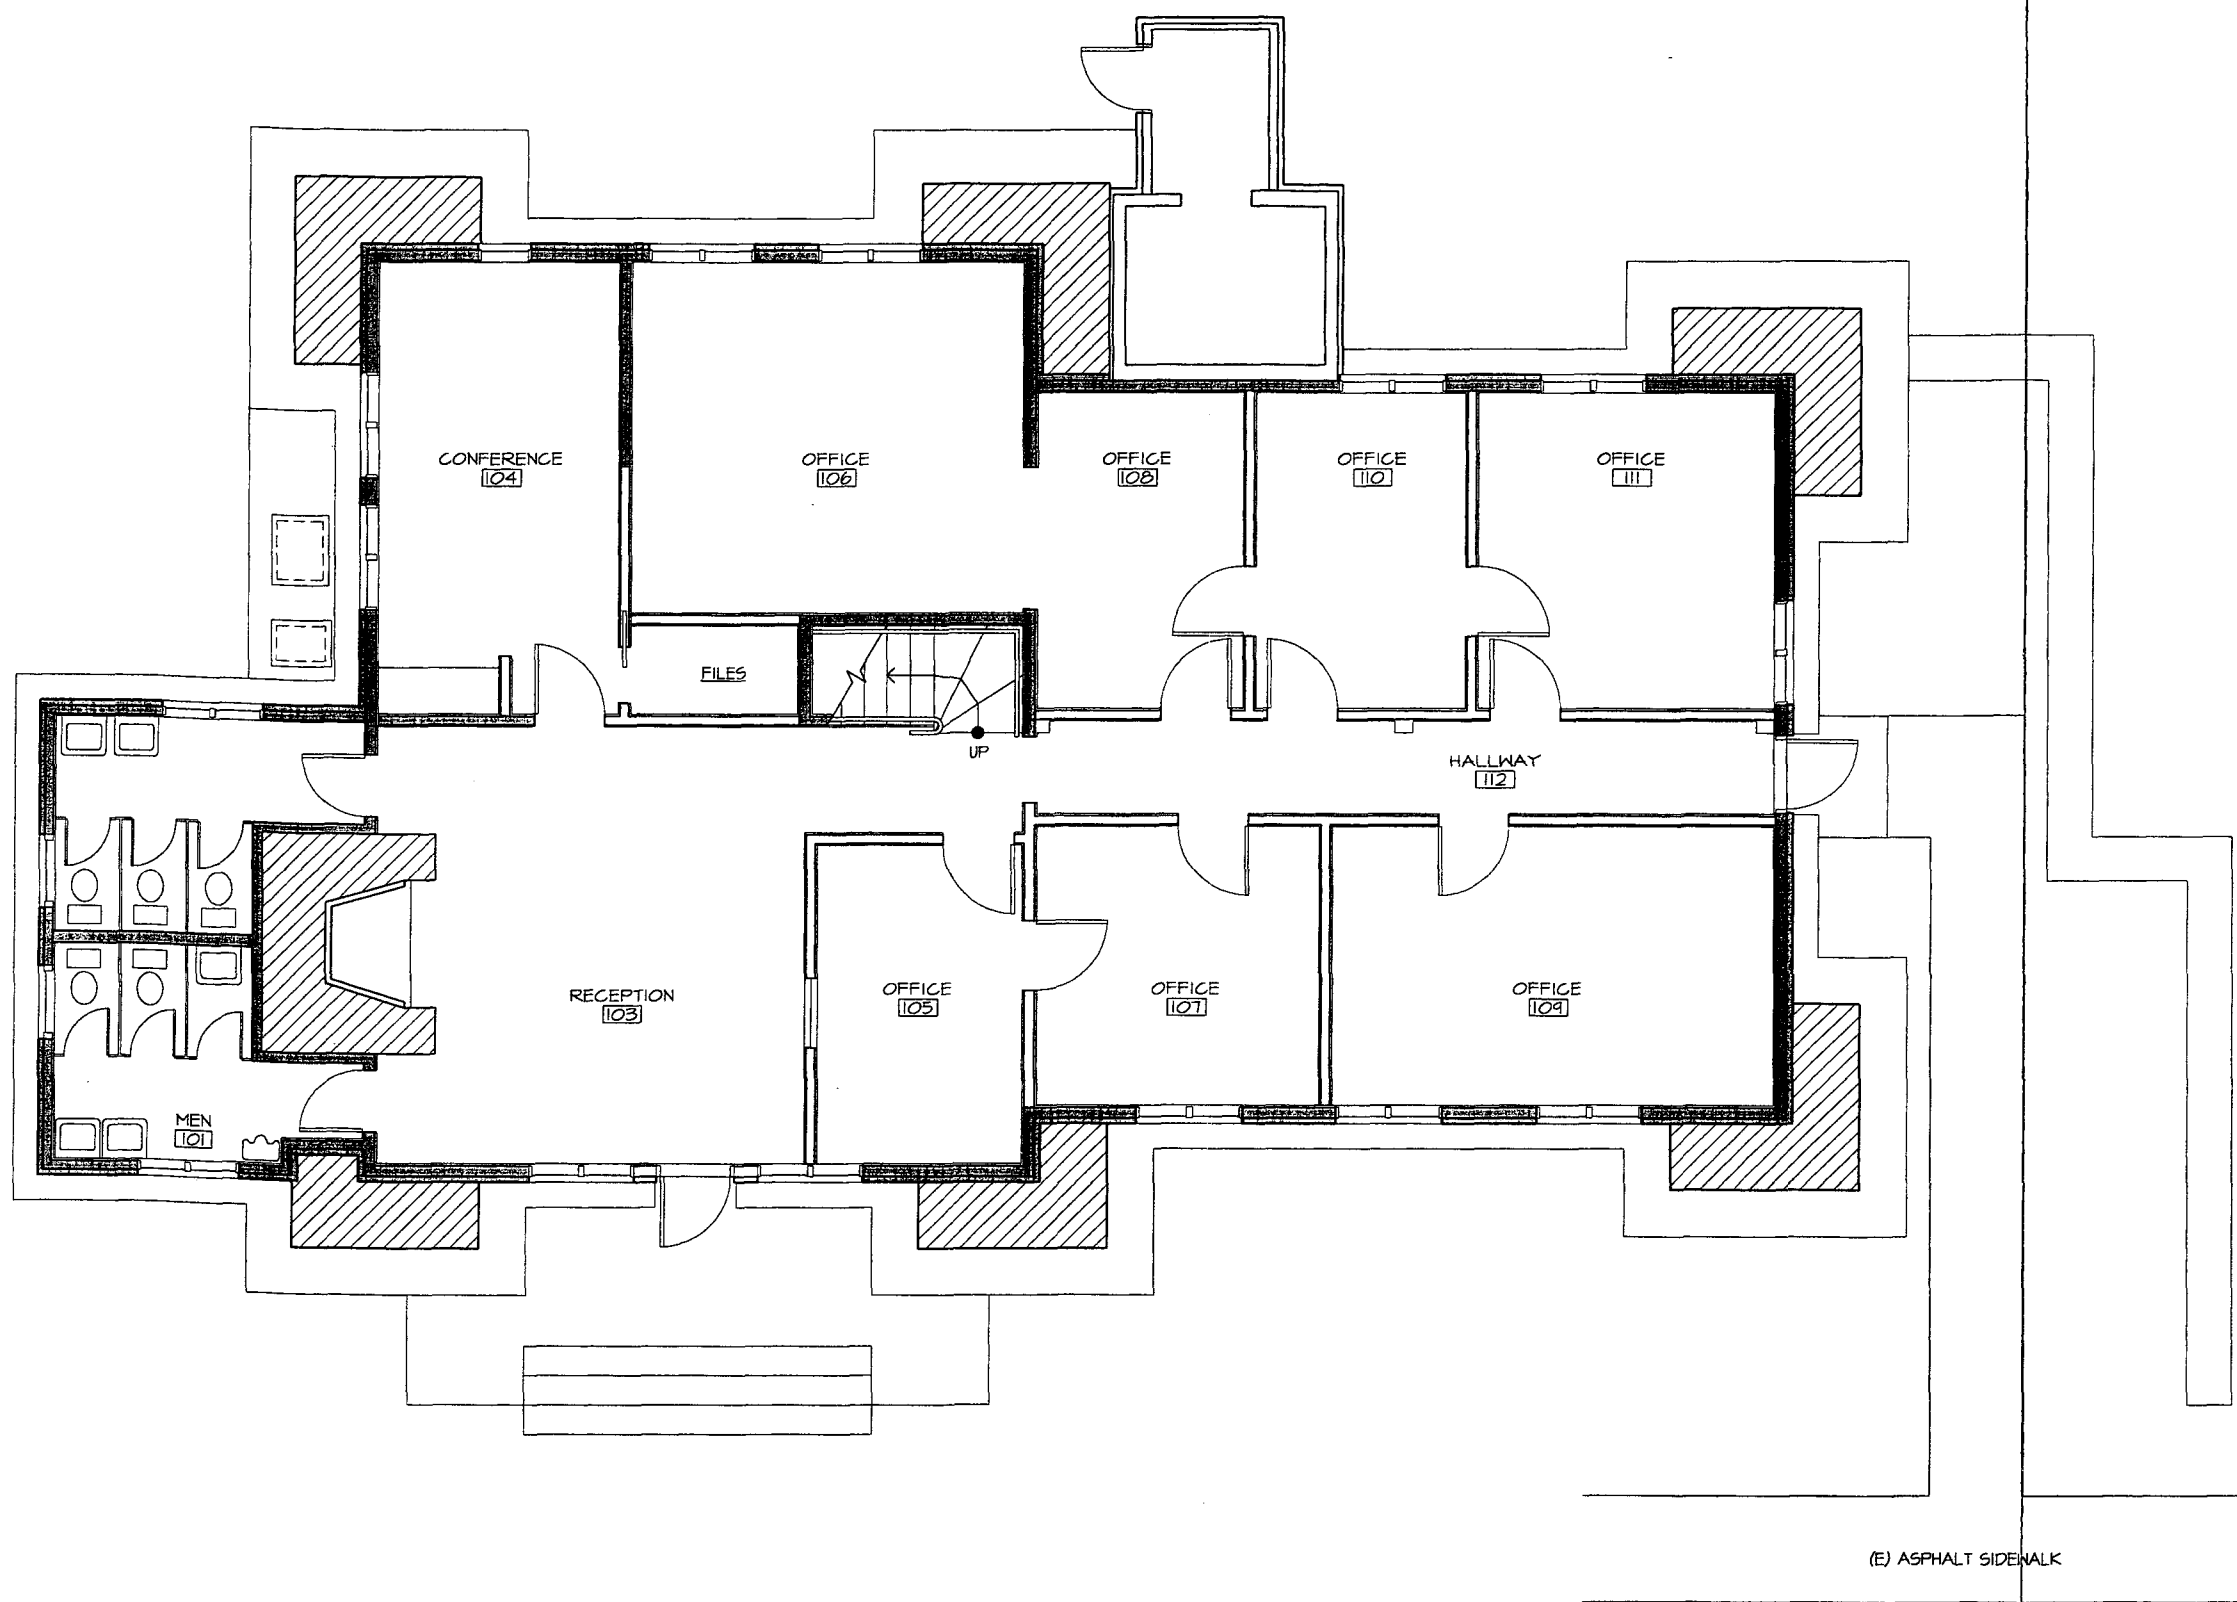 CONFERENCE
104
OFFICE
106
OFFICE
108
OFFICE
110
OFFICE
111
FILES
UP
HALLWAY
112
RECEPTION
103
OFFICE
105
OFFICE
107
OFFICE
109
MEN
101
(E) ASPHALT SIDEWALK